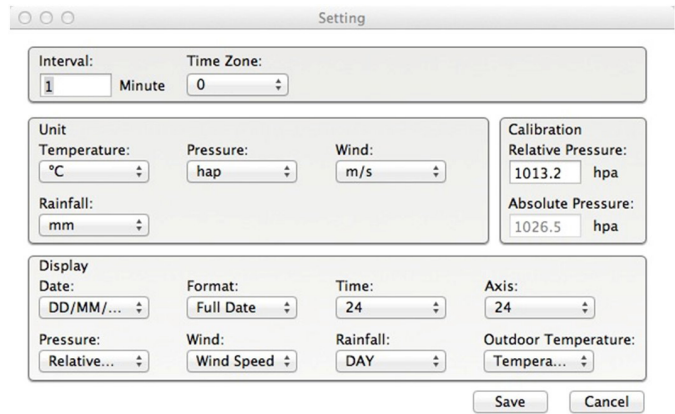 Setting
Interval: Time Zone:
1 Minute 0
Unit
Temperature: Pressure: Wind:
°C hap m/s
Rainfall:
mm
Calibration
Relative Pressure:
1013.2 hpa
Absolute Pressure:
1026.5 hpa
Display
Date: Format: Time: Axis:
DD/MM/... Full Date 24 24
Pressure: Wind: Rainfall: Outdoor Temperature:
Relative... Wind Speed DAY Tempera...
Save Cancel